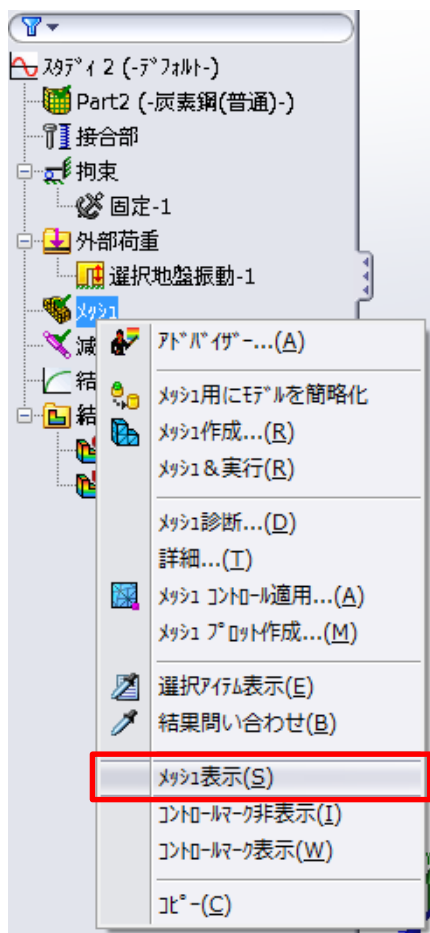 ｽﾀﾃﾞｨ 2 (-ﾃﾞﾌｫﾙﾄ-)
Part2 (-炭素鋼(普通)-)
接合部
拘束
固定-1
外部荷重
選択地盤振動-1
ﾒｯｼｭ
減
結
結
ｱﾄﾞﾊﾞｲｻﾞｰ...(A)
ﾒｯｼｭ用にﾓﾃﾞﾙを簡略化
ﾒｯｼｭ作成...(R)
ﾒｯｼｭ＆実行(R)
ﾒｯｼｭ診断...(D)
詳細...(T)
ﾒｯｼｭ ｺﾝﾄﾛｰﾙ適用...(A)
ﾒｯｼｭ ﾌﾟﾛｯﾄ作成...(M)
選択ｱｲﾃﾑ表示(E)
結果問い合わせ(B)
ﾒｯｼｭ表示(S)
ｺﾝﾄﾛｰﾙﾏｰｸ非表示(I)
ｺﾝﾄﾛｰﾙﾏｰｸ表示(W)
ｺﾋﾟｰ(C)